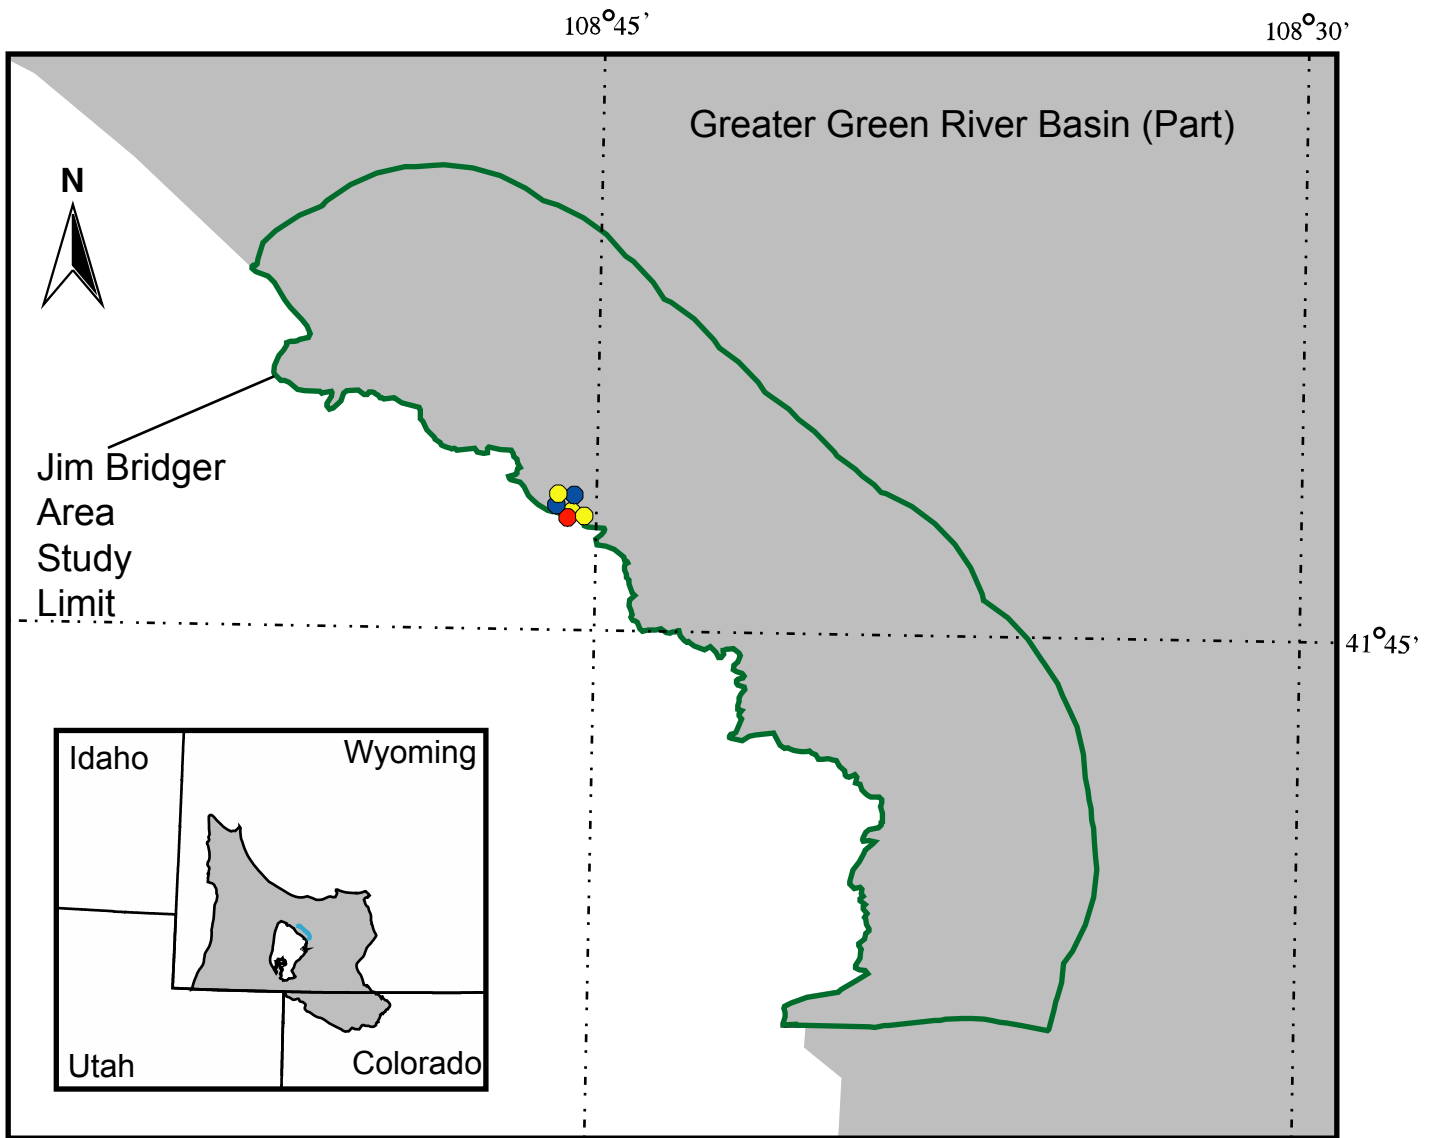 108°45'
108°30'
Greater Green River Basin (Part)
N
Jim Bridger
Area
Study
Limit
41°45'
Idaho
Wyoming
Utah
Colorado